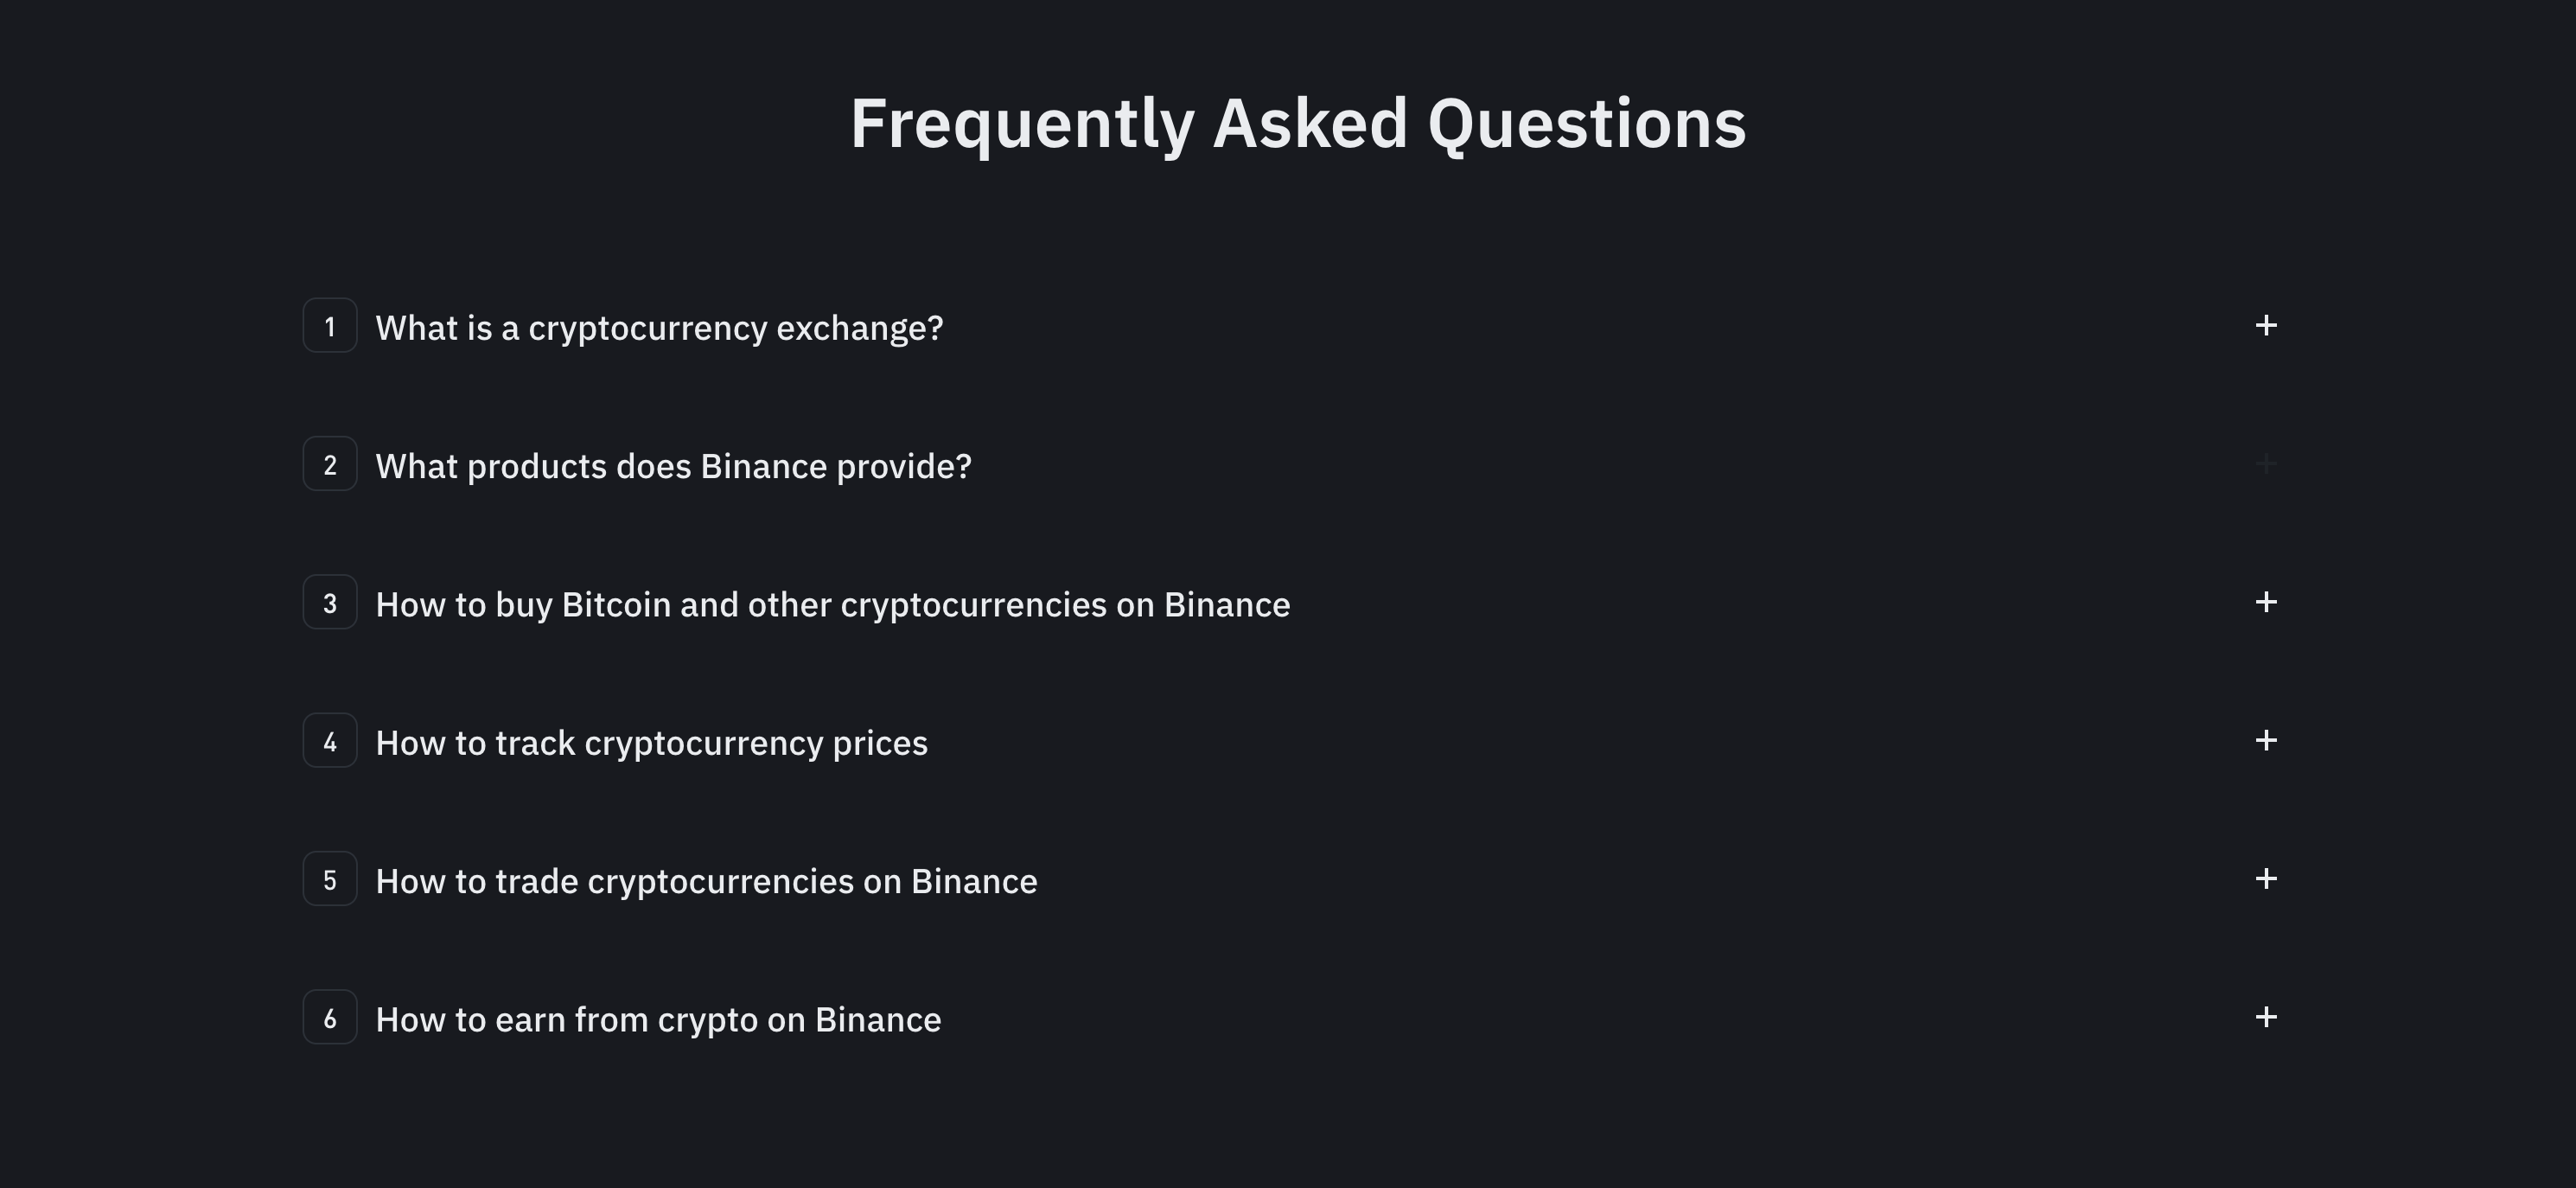 Frequently Asked Questions
1 What is a cryptocurrency exchange? +
2 What products does Binance provide? +
3 How to buy Bitcoin and other cryptocurrencies on Binance +
4 How to track cryptocurrency prices +
5 How to trade cryptocurrencies on Binance +
6 How to earn from crypto on Binance +